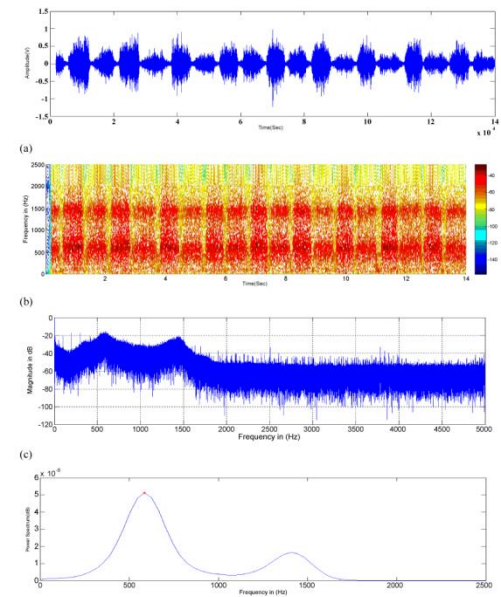 1.5
1
0.5
0
-0.5
-1
-1.5
Amplitude(V)
0 2 4 6 8 10 12 14
Time(Sec)
x 10^4
(a)
2500
2000
1500
1000
500
0
Frequency in (Hz)
-40
-60
-80
-100
-120
-140
2 4 6 8 10 12 14
Time(Sec)
(b)
0
-20
-40
-60
-80
-100
-120
Magnitude in dB
0 500 1000 1500 2000 2500 3000 3500 4000 4500 5000
Frequency in (Hz)
(c)
6
5
4
3
2
1
0
Power Spectrum(dB)
0 500 1000 1500 2000 2500
Frequency in (Hz)